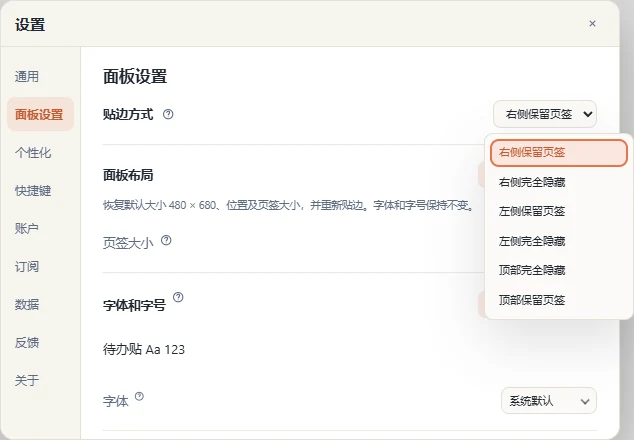 设置
×
通用
面板设置
个性化
快捷键
账户
订阅
数据
反馈
关于
面板设置
贴边方式 ?
右侧保留页签
右侧保留页签
右侧完全隐藏
左侧保留页签
左侧完全隐藏
顶部完全隐藏
顶部保留页签
面板布局
恢复默认大小 480 × 680、位置及页签大小，并重新贴边。字体和字号保持不变。
页签大小 ?
字体和字号 ?
待办贴 Aa 123
字体 ?
系统默认